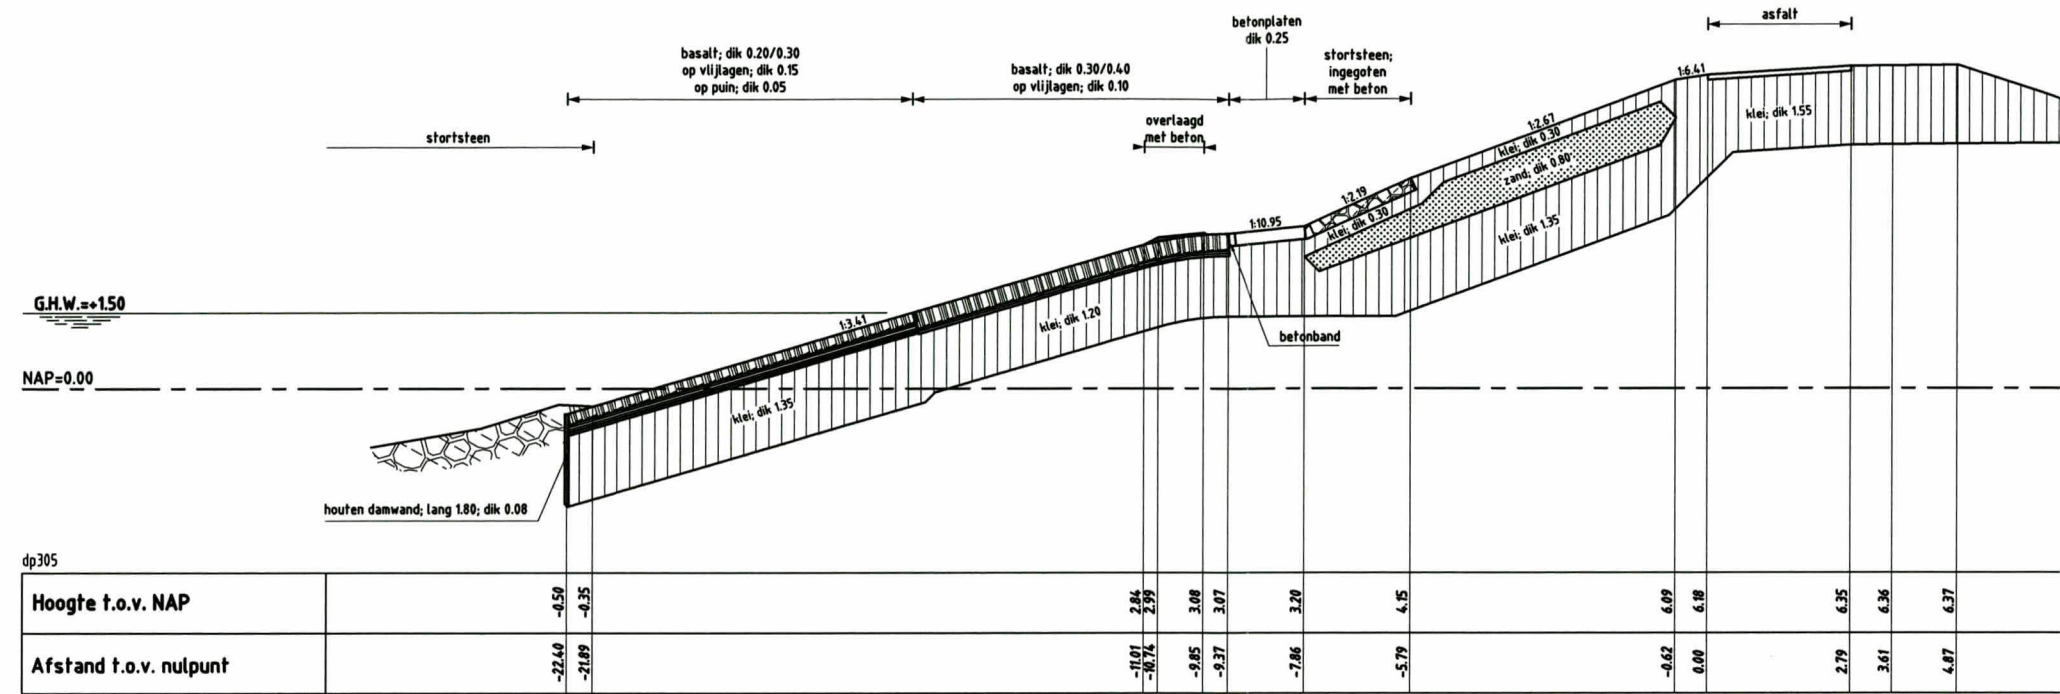 asfalt
betonplaten
dik 0.25
basalt; dik 0.20/0.30
op vlijlagen; dik 0.15
op puin; dik 0.05
basalt; dik 0.30/0.40
op vlijlagen; dik 0.10
stortsteen;
ingegoten
met beton
overlaagd
met beton
stortsteen
1:6.41
klei; dik 1.55
1:2.67
klei; dik 0.30
zand; dik 0.80
klei; dik 1.35
1:2.19
klei; dik 0.30
1:10.95
G.H.W.=+1.50
1:3.41
klei; dik 1.20
betonband
NAP=0.00
klei; dik 1.35
houten damwand; lang 1.80; dik 0.08
dp305
Hoogte t.o.v. NAP -0.50 -0.35 2.84 2.99 3.08 3.07 3.20 4.15 6.09 6.18 6.35 6.36 6.37
Afstand t.o.v. nulpunt -22.40 -21.89 -11.01 -10.74 -9.85 -9.37 -7.86 -5.79 -0.62 0.00 2.79 3.61 4.87